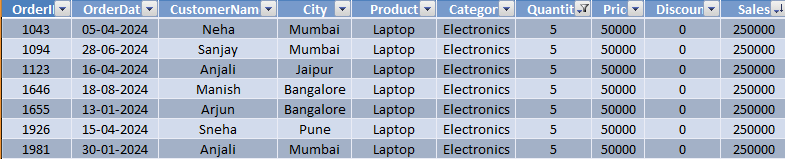 OrderI OrderDat CustomerNam City Product Categor Quantit Pric Discoun Sales
1043 05-04-2024 Neha Mumbai Laptop Electronics 5 50000 0 250000
1094 28-06-2024 Sanjay Mumbai Laptop Electronics 5 50000 0 250000
1123 16-04-2024 Anjali Jaipur Laptop Electronics 5 50000 0 250000
1646 18-08-2024 Manish Bangalore Laptop Electronics 5 50000 0 250000
1655 13-01-2024 Arjun Bangalore Laptop Electronics 5 50000 0 250000
1926 15-04-2024 Sneha Pune Laptop Electronics 5 50000 0 250000
1981 30-01-2024 Anjali Mumbai Laptop Electronics 5 50000 0 250000